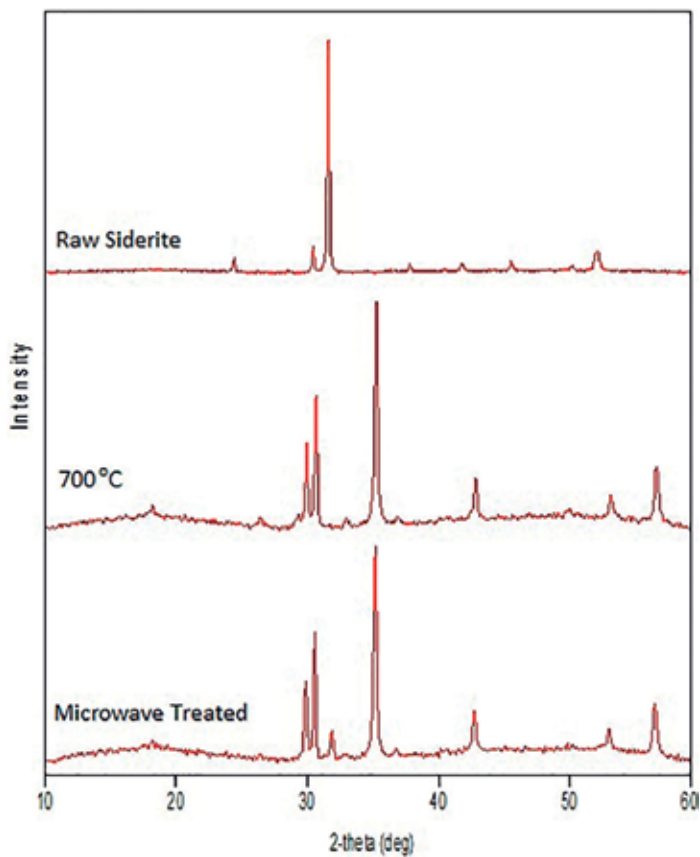 Raw Siderite
Intensity
700°C
Microwave Treated
10 20 30 40 50 60
2-theta (deg)